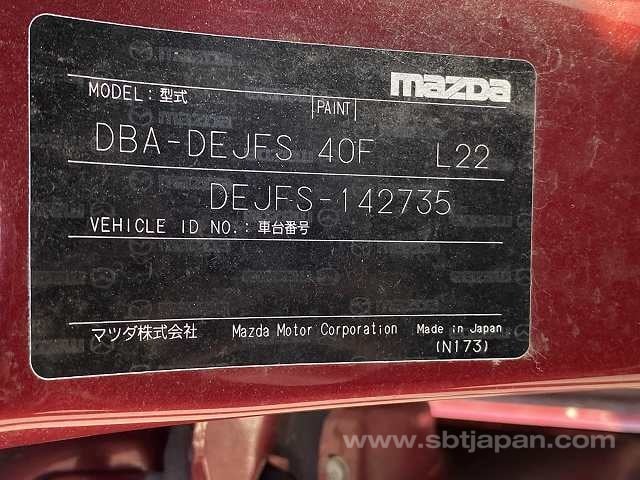 mazda
MODEL：型式
PAINT
DBA-DEJFS 40F L22
DEJFS-142735
VEHICLE ID NO.：車台番号
マツダ株式会社 Mazda Motor Corporation Made in Japan
(N173)
www.sbtjapan.com